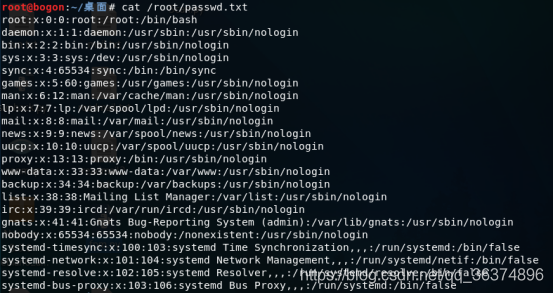 root@bogon:~/桌面# cat /root/passwd.txt
root:x:0:0:root:/root:/bin/bash
daemon:x:1:1:daemon:/usr/sbin:/usr/sbin/nologin
bin:x:2:2:bin:/bin:/usr/sbin/nologin
sys:x:3:3:sys:/dev:/usr/sbin/nologin
sync:x:4:65534:sync:/bin:/bin/sync
games:x:5:60:games:/usr/games:/usr/sbin/nologin
man:x:6:12:man:/var/cache/man:/usr/sbin/nologin
lp:x:7:7:lp:/var/spool/lpd:/usr/sbin/nologin
mail:x:8:8:mail:/var/mail:/usr/sbin/nologin
news:x:9:9:news:/var/spool/news:/usr/sbin/nologin
uucp:x:10:10:uucp:/var/spool/uucp:/usr/sbin/nologin
proxy:x:13:13:proxy:/bin:/usr/sbin/nologin
www-data:x:33:33:www-data:/var/www:/usr/sbin/nologin
backup:x:34:34:backup:/var/backups:/usr/sbin/nologin
list:x:38:38:Mailing List Manager:/var/list:/usr/sbin/nologin
irc:x:39:39:ircd:/var/run/ircd:/usr/sbin/nologin
gnats:x:41:41:Gnats Bug-Reporting System (admin):/var/lib/gnats:/usr/sbin/nologin
nobody:x:65534:65534:nobody:/nonexistent:/usr/sbin/nologin
systemd-timesync:x:100:103:systemd Time Synchronization,,,:/run/systemd:/bin/false
systemd-network:x:101:104:systemd Network Management,,,:/run/systemd/netif:/bin/false
systemd-resolve:x:102:105:systemd Resolver,,,:/run/systemd/resolve:/bin/false
systemd-bus-proxy:x:103:106:systemd Bus Proxy,,,:/run/systemd:/bin/false
https://blog.csdn.net/qq_36374896